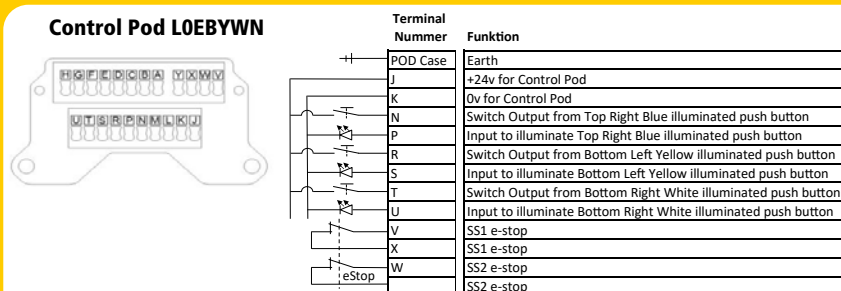 Control Pod L0EBYWN
Terminal
Nummer Funktion
H G F E D C B A Y X W V
U T S R P N M L K J
POD Case Earth
J +24v for Control Pod
K 0v for Control Pod
N Switch Output from Top Right Blue illuminated push button
P Input to illuminate Top Right Blue illuminated push button
R Switch Output from Bottom Left Yellow illuminated push button
S Input to illuminate Bottom Left Yellow illuminated push button
T Switch Output from Bottom Right White illuminated push button
U Input to illuminate Bottom Right White illuminated push button
V SS1 e-stop
X SS1 e-stop
W SS2 e-stop
eStop SS2 e-stop